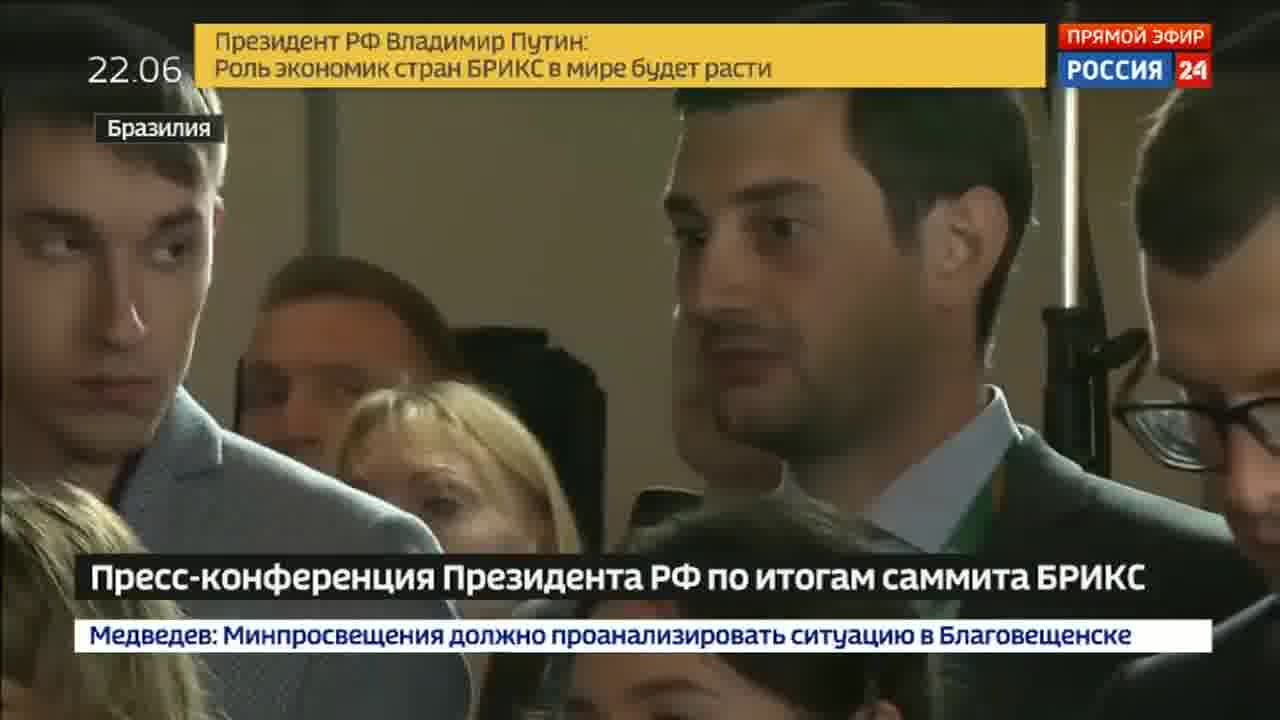 22.06
Президент РФ Владимир Путин:
Роль экономик стран БРИКС в мире будет расти
ПРЯМОЙ ЭФИР
РОССИЯ 24
Бразилия
Пресс-конференция Президента РФ по итогам саммита БРИКС
Медведев: Минпросвещения должно проанализировать ситуацию в Благовещенске